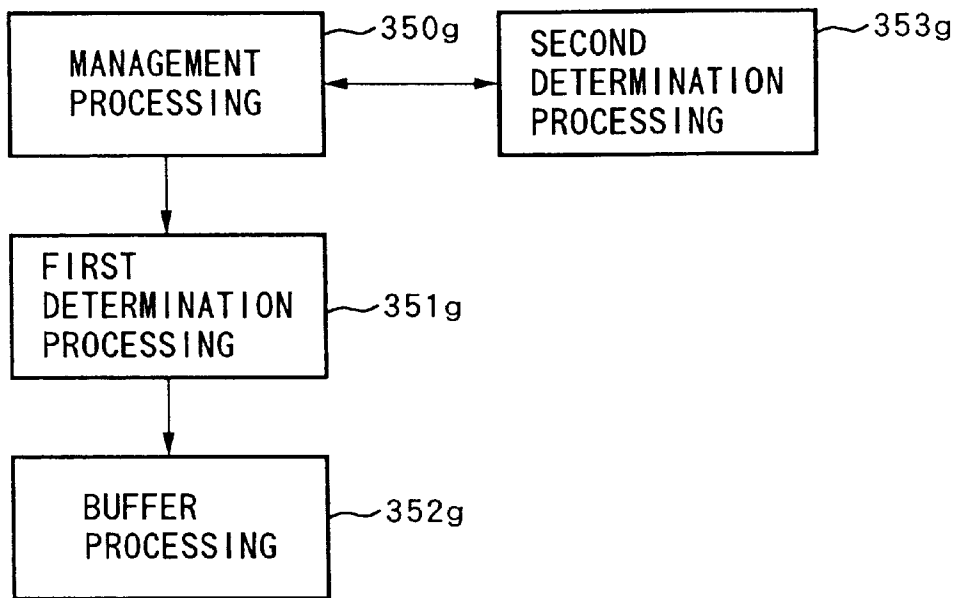 MANAGEMENT
PROCESSING
350g
SECOND
DETERMINATION
PROCESSING
353g
FIRST
DETERMINATION
PROCESSING
351g
BUFFER
PROCESSING
352g